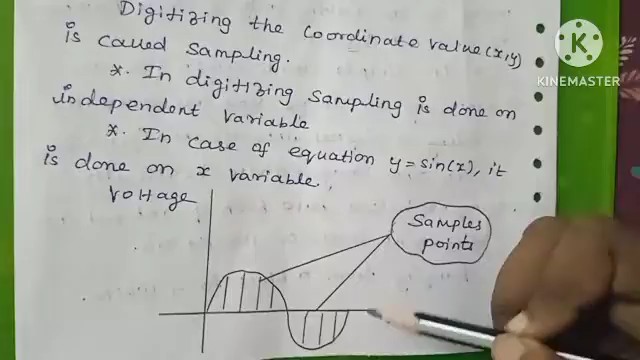 Digitizing the coordinate value (x,y)
is called sampling.
*. In digitizing sampling is done on
independent variable
*. In case of equation y = sin(x), it
is done on x variable.
Voltage
Samples
points
KINEMASTER